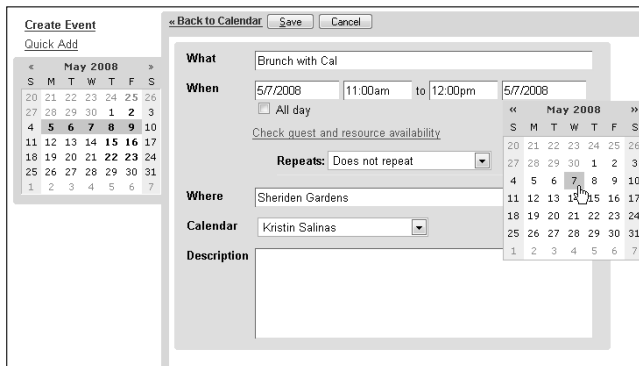 Create Event
Quick Add
« May 2008 »
S M T W T F S
20 21 22 23 24 25 26
27 28 29 30 1 2 3
4 5 6 7 8 9 10
11 12 13 14 15 16 17
18 19 20 21 22 23 24
25 26 27 28 29 30 31
1 2 3 4 5 6 7
« Back to Calendar Save Cancel
What Brunch with Cal
When 5/7/2008 11:00am to 12:00pm 5/7/2008
All day
Check guest and resource availability
Repeats: Does not repeat
Where Sheriden Gardens
Calendar Kristin Salinas
Description
« May 2008 »
S M T W T F S
20 21 22 23 24 25 26
27 28 29 30 1 2 3
4 5 6 7 8 9 10
11 12 13 15 16 17
18 19 20 21 22 23 24
25 26 27 28 29 30 31
1 2 3 4 5 6 7